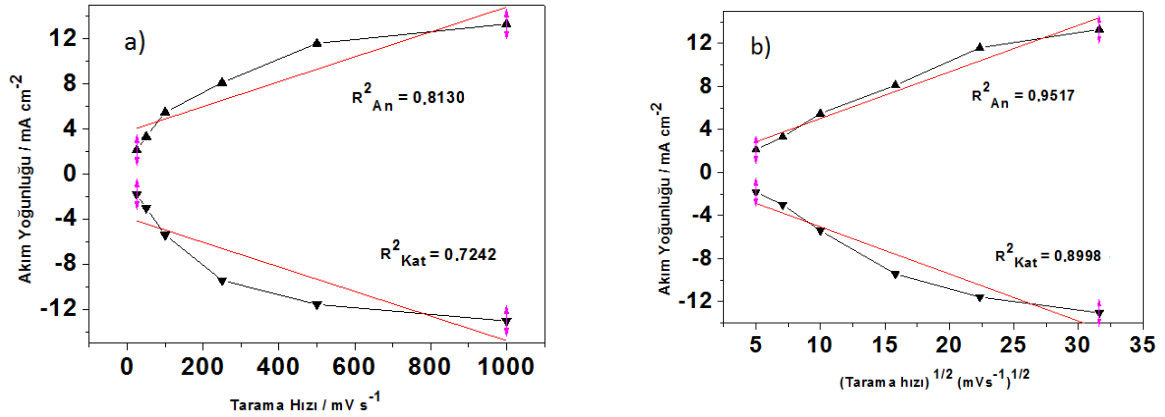 a)
Akım Yoğunluğu / mA cm-2
12
8
4
0
-4
-8
-12
R2An = 0,8130
R2Kat = 0,7242
0 200 400 600 800 1000
Tarama Hızı / mV s-1
b)
Akım Yoğunluğu / mA cm-2
12
8
4
0
-4
-8
-12
R2An = 0,9517
R2Kat = 0,8998
5 10 15 20 25 30 35
(Tarama hızı) 1/2 (mVs-1)1/2